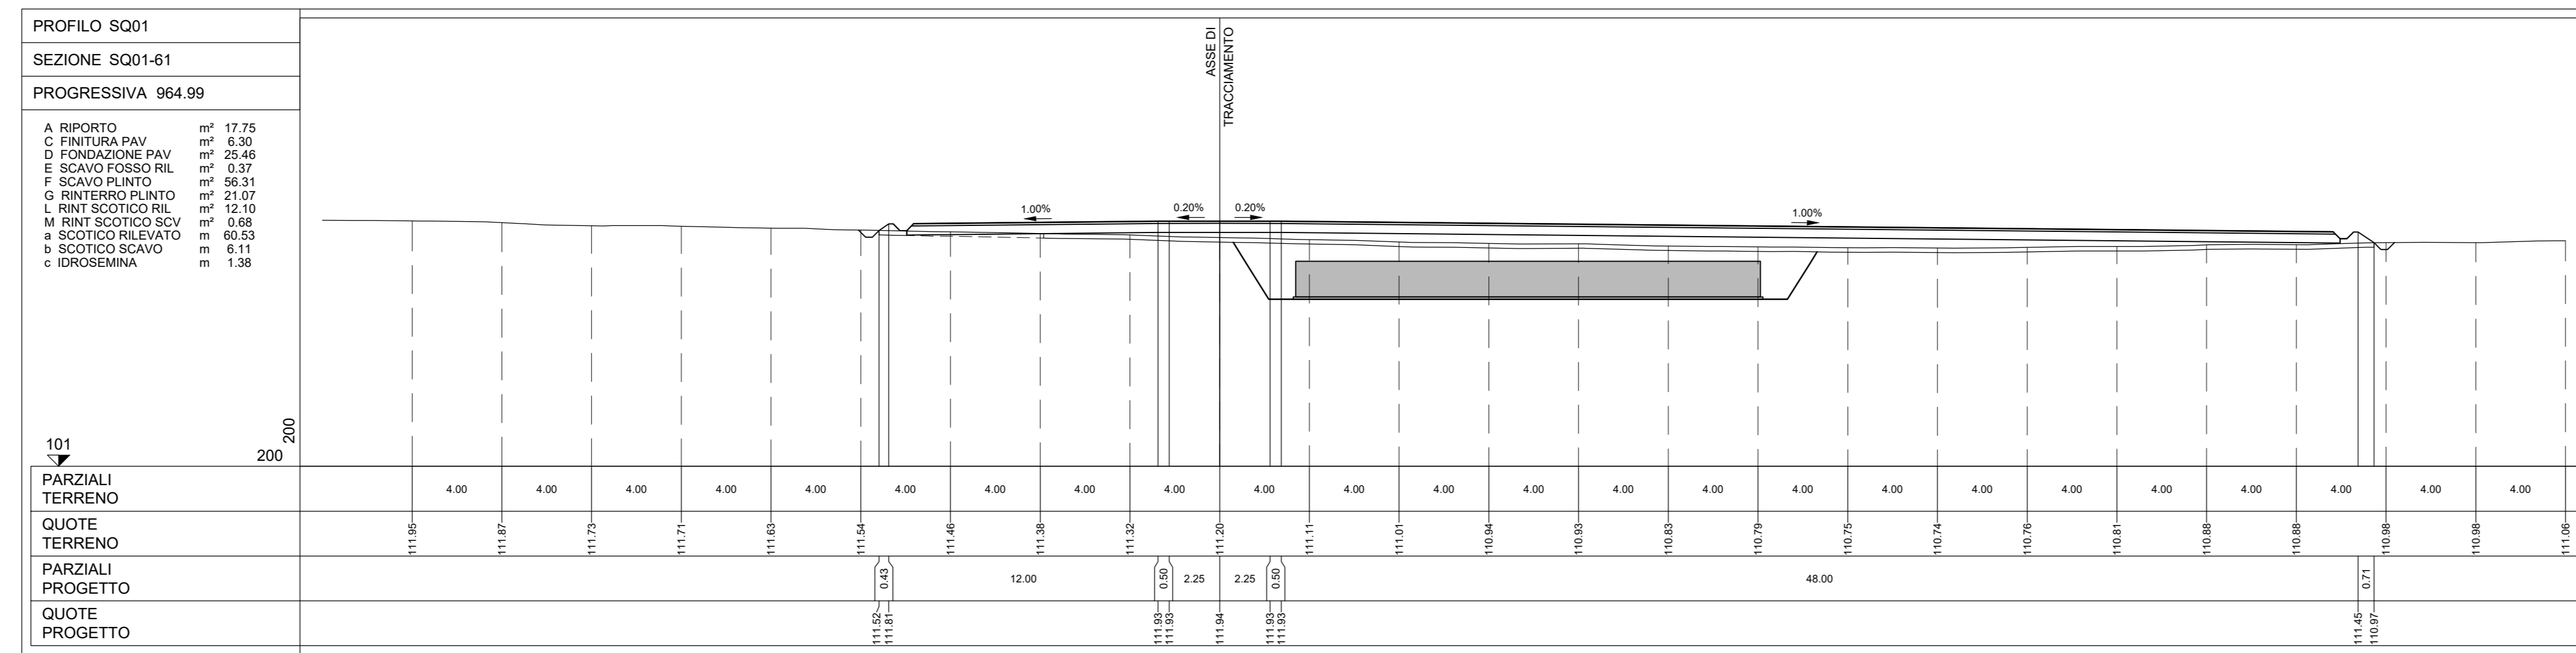 PROFILO SQ01
SEZIONE SQ01-61
PROGRESSIVA 964.99
A RIPORTO m² 17.75
C FINITURA PAV m² 6.30
D FONDAZIONE PAV m² 25.46
E SCAVO FOSSO RIL m² 0.37
F SCAVO PLINTO m² 56.31
G RINTERRO PLINTO m² 21.07
L RINT SCOTICO RIL m² 12.10
M RINT SCOTICO SCV m² 0.68
a SCOTICO RILEVATO m 60.53
b SCOTICO SCAVO m 6.11
c IDROSEMINA m 1.38
ASSE DI
TRACCIAMENTO
1.00% 0.20% 0.20% 1.00%
200
101 200
PARZIALI
TERRENO
4.00 4.00 4.00 4.00 4.00 4.00 4.00 4.00 4.00 4.00 4.00 4.00 4.00 4.00 4.00 4.00 4.00 4.00 4.00 4.00 4.00 4.00 4.00 4.00
QUOTE
TERRENO
111.95 111.87 111.73 111.71 111.63 111.54 111.46 111.38 111.32 111.20 111.11 111.01 110.94 110.93 110.83 110.79 110.75 110.74 110.76 110.81 110.88 110.88 110.98 110.98 111.06
PARZIALI
PROGETTO
0.43 12.00 0.50 2.25 2.25 0.50 48.00 0.71
QUOTE
PROGETTO
111.52 111.81 111.93 111.93 111.94 111.93 111.93 111.45 110.97